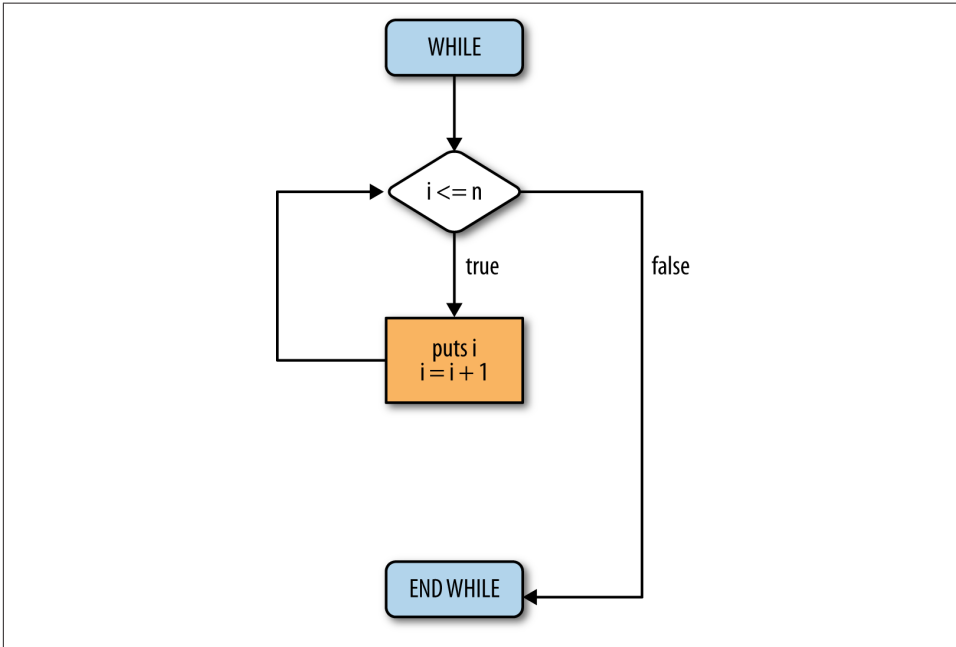 WHILE
i <= n
true
false
puts i
i = i + 1
END WHILE